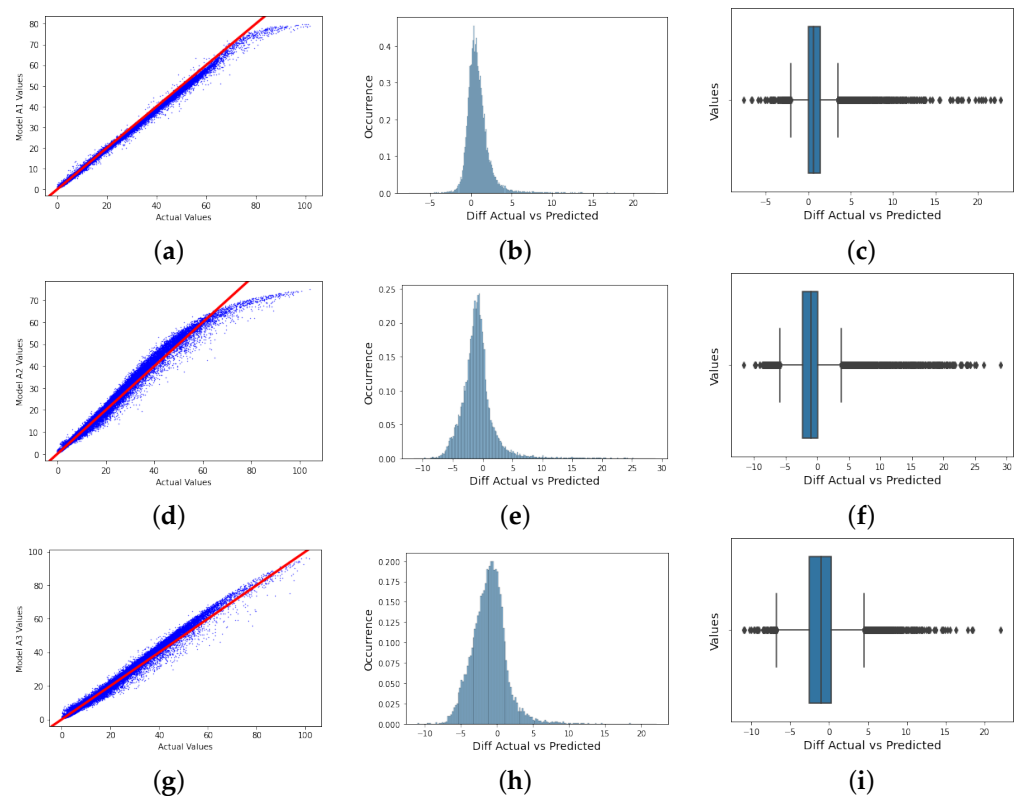 80
70
60
50
40
30
20
10
0
Model A1 Values
0 20 40 60 80 100
Actual Values
(a)
0.4
0.3
0.2
0.1
0.0
Occurrence
−5 0 5 10 15 20
Diff Actual vs Predicted
(b)
Values
−5 0 5 10 15 20
Diff Actual vs Predicted
(c)
70
60
50
40
30
20
10
0
Model A2 Values
0 20 40 60 80 100
Actual Values
(d)
0.25
0.20
0.15
0.10
0.05
0.00
Occurrence
−10 −5 0 5 10 15 20 25 30
Diff Actual vs Predicted
(e)
Values
−10 −5 0 5 10 15 20 25 30
Diff Actual vs Predicted
(f)
100
80
60
40
20
0
Model A3 Values
0 20 40 60 80 100
Actual Values
(g)
0.200
0.175
0.150
0.125
0.100
0.075
0.050
0.025
0.000
Occurrence
−10 −5 0 5 10 15 20
Diff Actual vs Predicted
(h)
Values
−10 −5 0 5 10 15 20
Diff Actual vs Predicted
(i)